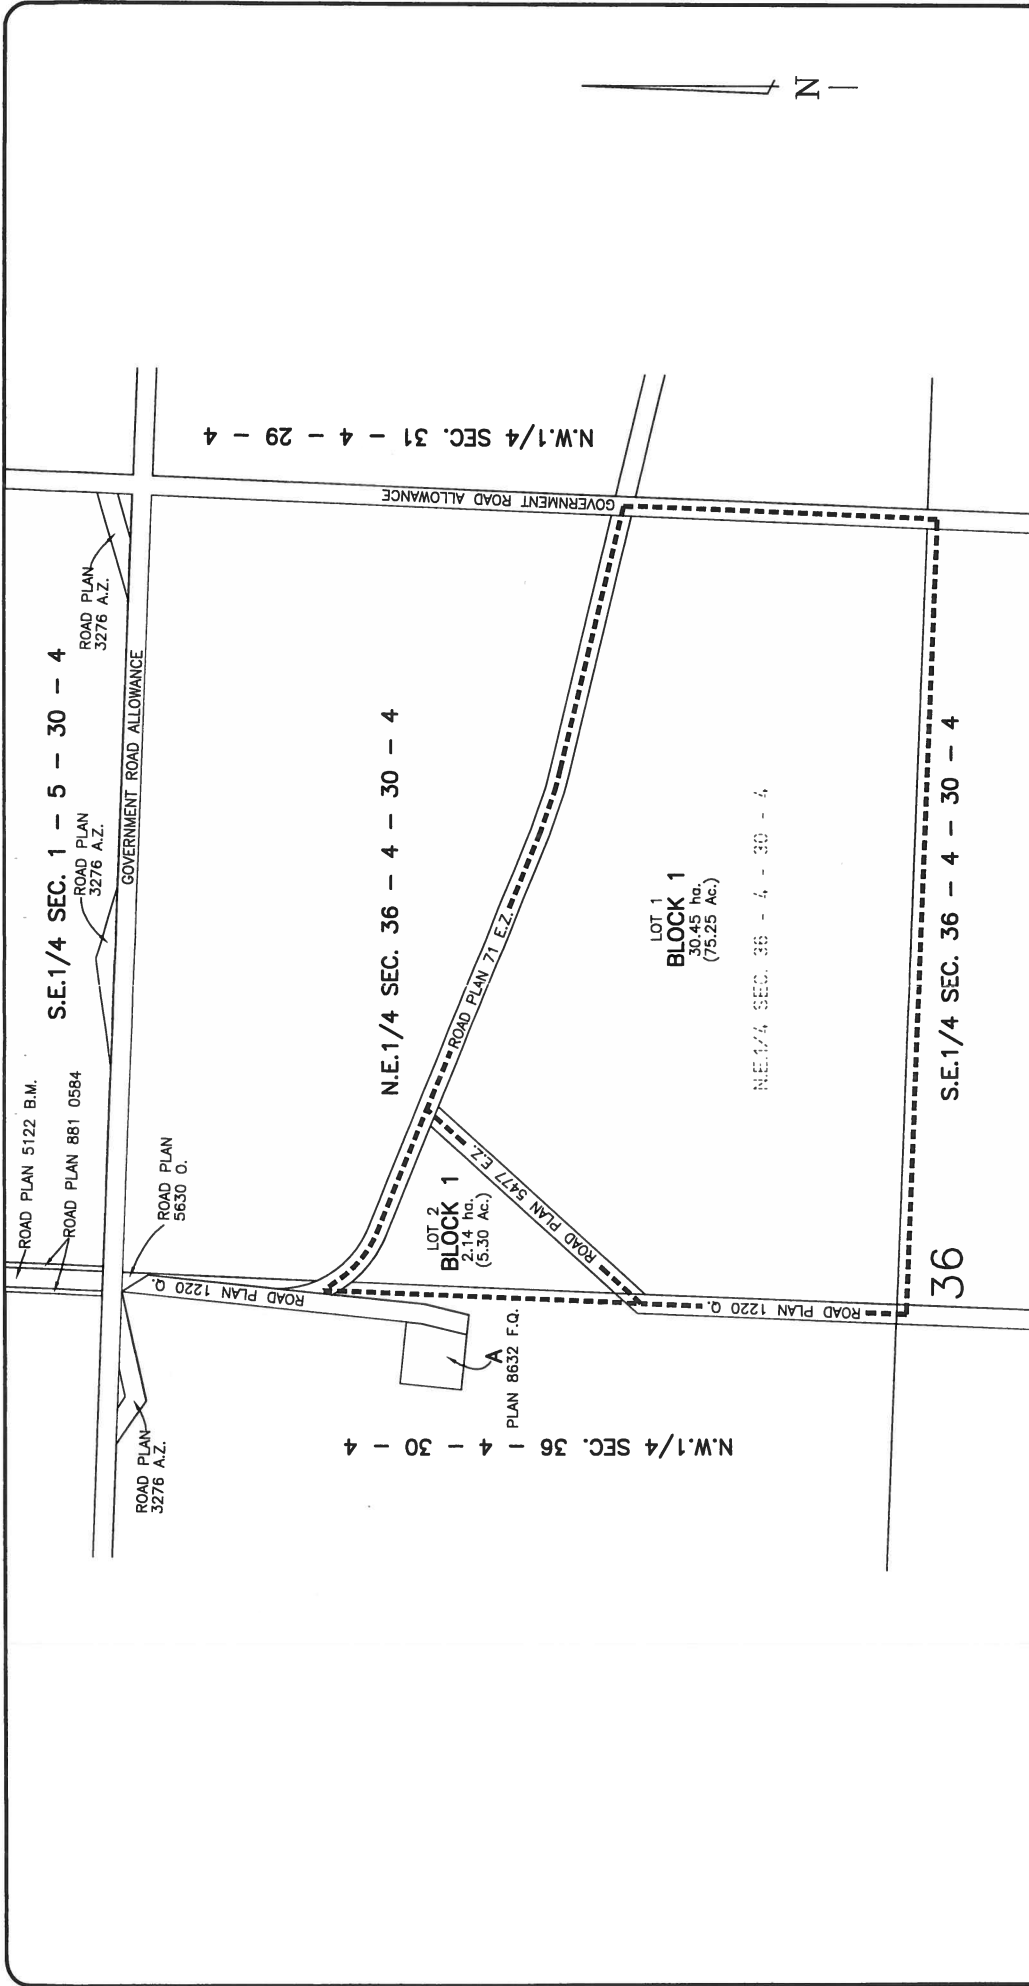 N
ROAD PLAN 5122 B.M.
ROAD PLAN 881 0584
S.E.1/4 SEC. 1 - 5 - 30 - 4
ROAD PLAN
3276 A.Z.
ROAD PLAN
3276 A.Z.
GOVERNMENT ROAD ALLOWANCE
ROAD PLAN
3276 A.Z.
ROAD PLAN
5630 O.
ROAD PLAN 1220 Q.
N.W.1/4 SEC. 31 - 4 - 29 - 4
GOVERNMENT ROAD ALLOWANCE
N.E.1/4 SEC. 36 - 4 - 30 - 4
ROAD PLAN 71 E.Z.
A
PLAN 8632 F.Q.
N.W.1/4 SEC. 36 - 4 - 30 - 4
LOT 2
BLOCK 1
2.14 ha.
(5.30 Ac.)
ROAD PLAN 5477 E.Z.
LOT 1
BLOCK 1
30.45 ha.
(75.25 Ac.)
N.E.1/4 SEC. 36 - 4 - 30 - 4
ROAD PLAN 1220 Q.
36
S.E.1/4 SEC. 36 - 4 - 30 - 4